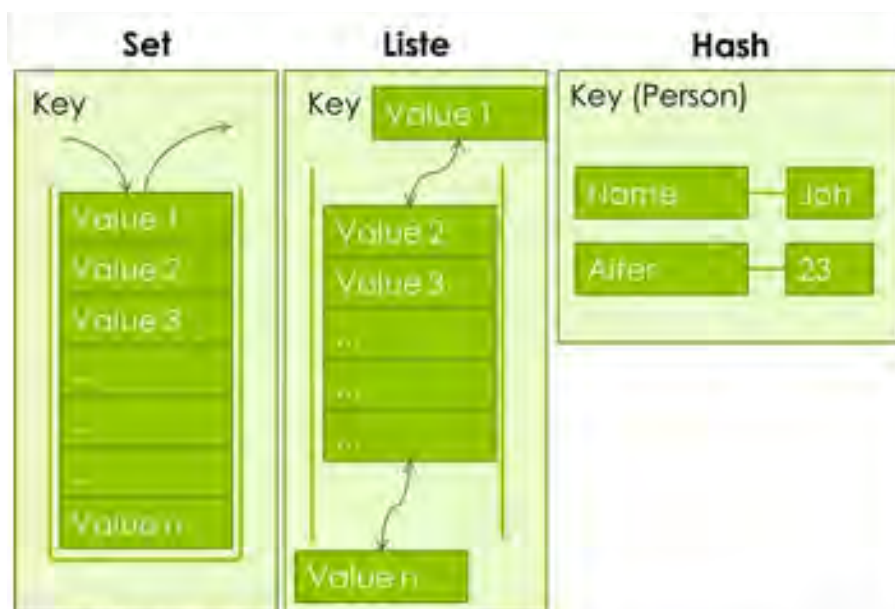 Set
Liste
Hash
Key
Value 1
Value 2
Value 3
...
...
...
Value n
Key
Value 1
Value 2
Value 3
...
...
...
Value n
Key (Person)
Name
Joh
Alter
23